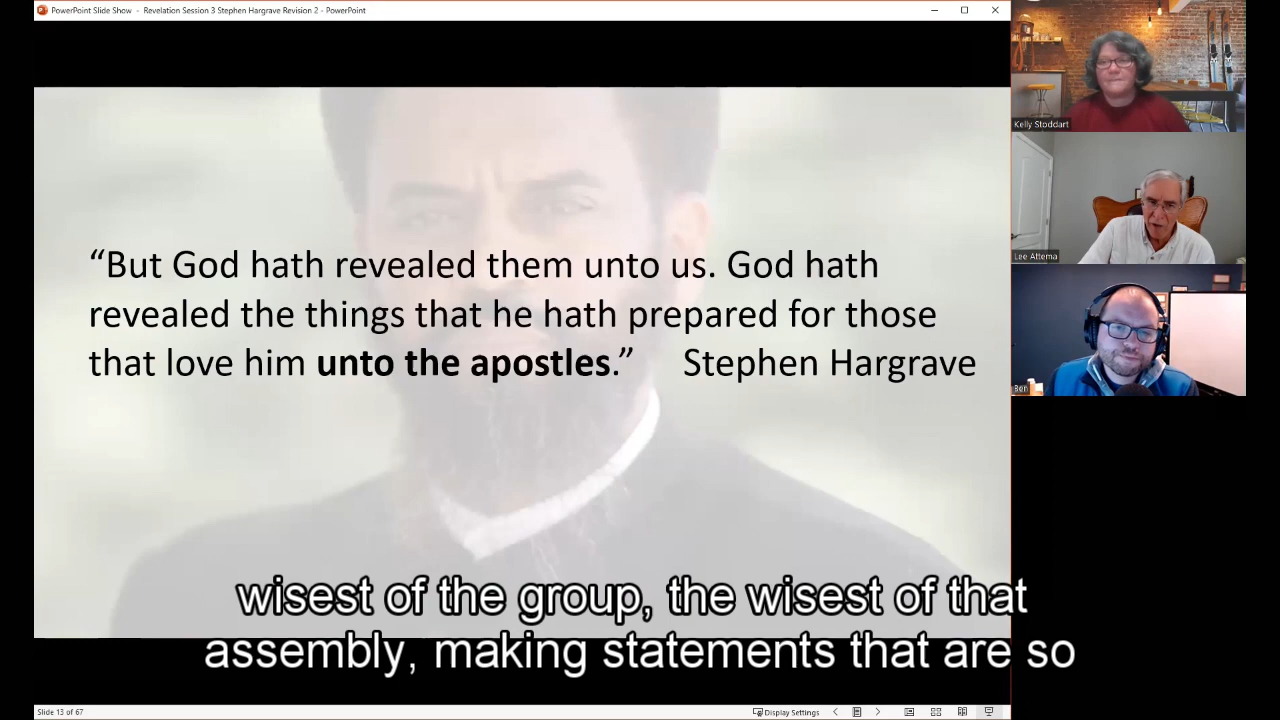 PowerPoint Slide Show - Revelation Session 3 Stephen Hargrave Revision 2 - PowerPoint
“But God hath revealed them unto us. God hath
revealed the things that he hath prepared for those
that love him unto the apostles.” Stephen Hargrave
wisest of the group, the wisest of that
assembly, making statements that are so
Kelly Stoddart
Lee Attema
Ben
Slide 13 of 67
Display Settings